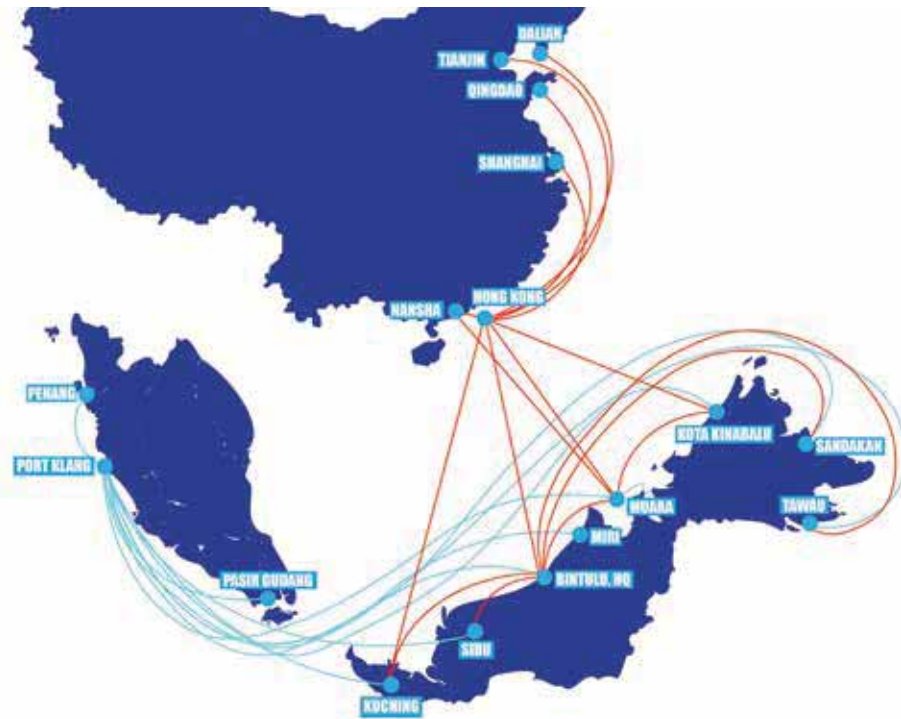 DALIAN
TIANJIN
QINGDAO
SHANGHAI
HONG KONG
NANSHA
PENANG
KOTA KINABALU
SANDAKAN
PORT KLANG
MUARA
TAWAU
MIRI
PASIR GUDANG
BINTULU, HQ
SIBU
KUCHING